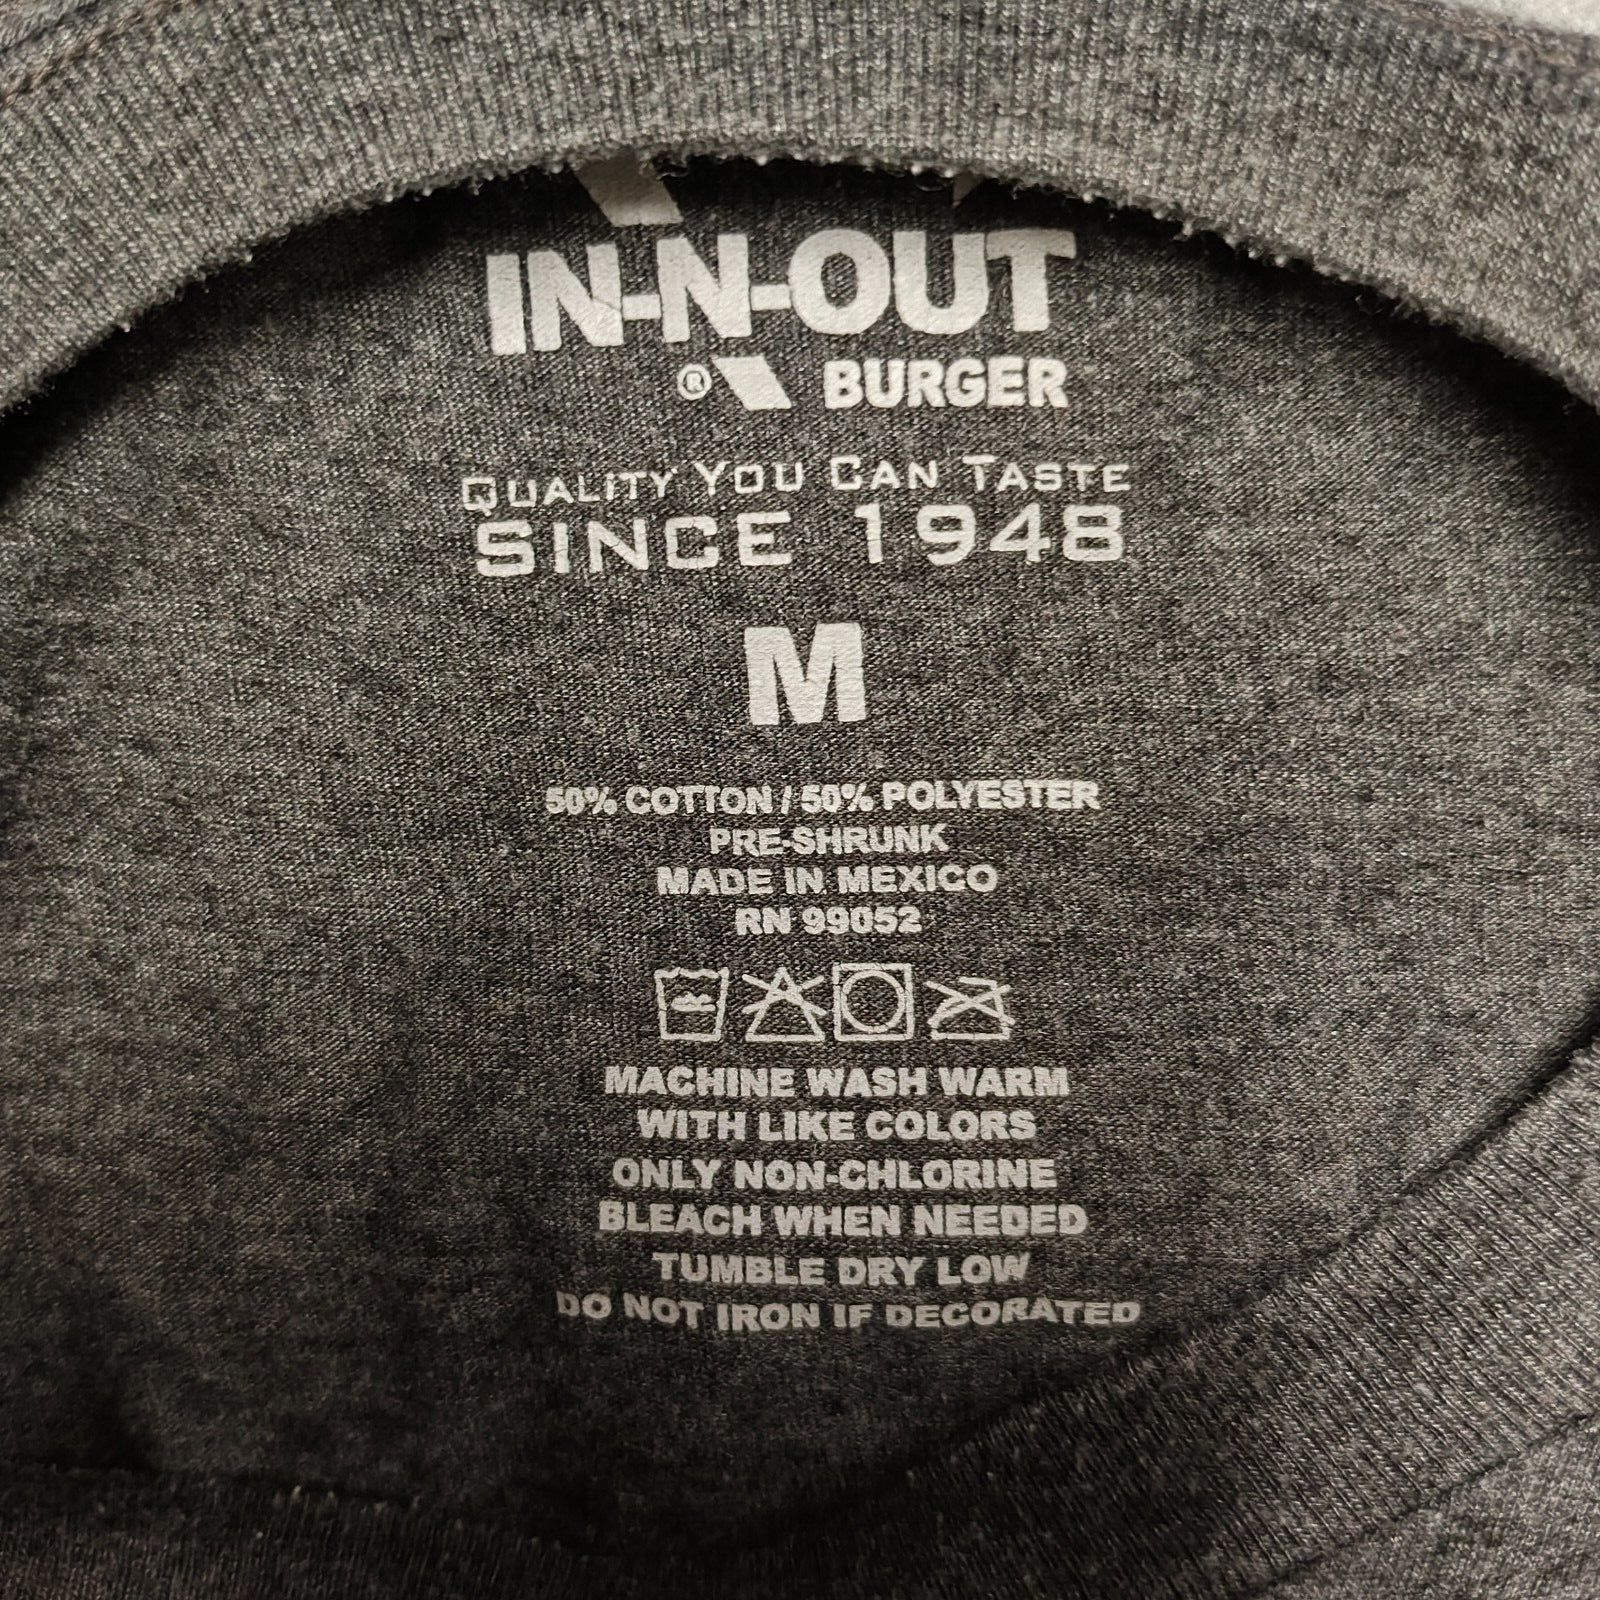 IN-N-OUT
® BURGER
QUALITY YOU CAN TASTE
SINCE 1948
M
50% COTTON / 50% POLYESTER
PRE-SHRUNK
MADE IN MEXICO
RN 99052
MACHINE WASH WARM
WITH LIKE COLORS
ONLY NON-CHLORINE
BLEACH WHEN NEEDED
TUMBLE DRY LOW
DO NOT IRON IF DECORATED